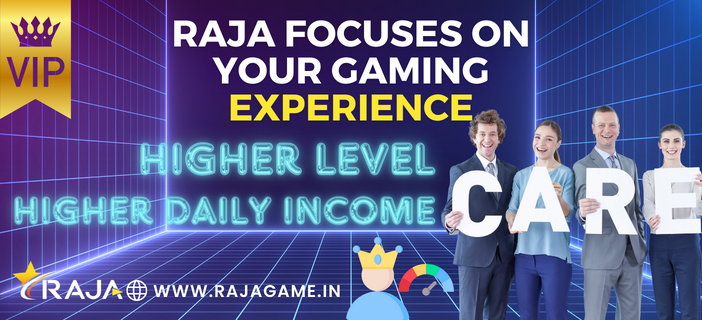 VIP
RAJA FOCUSES ON
YOUR GAMING
EXPERIENCE
HIGHER LEVEL
HIGHER DAILY INCOME
CARE
RAJA WWW.RAJAGAME.IN